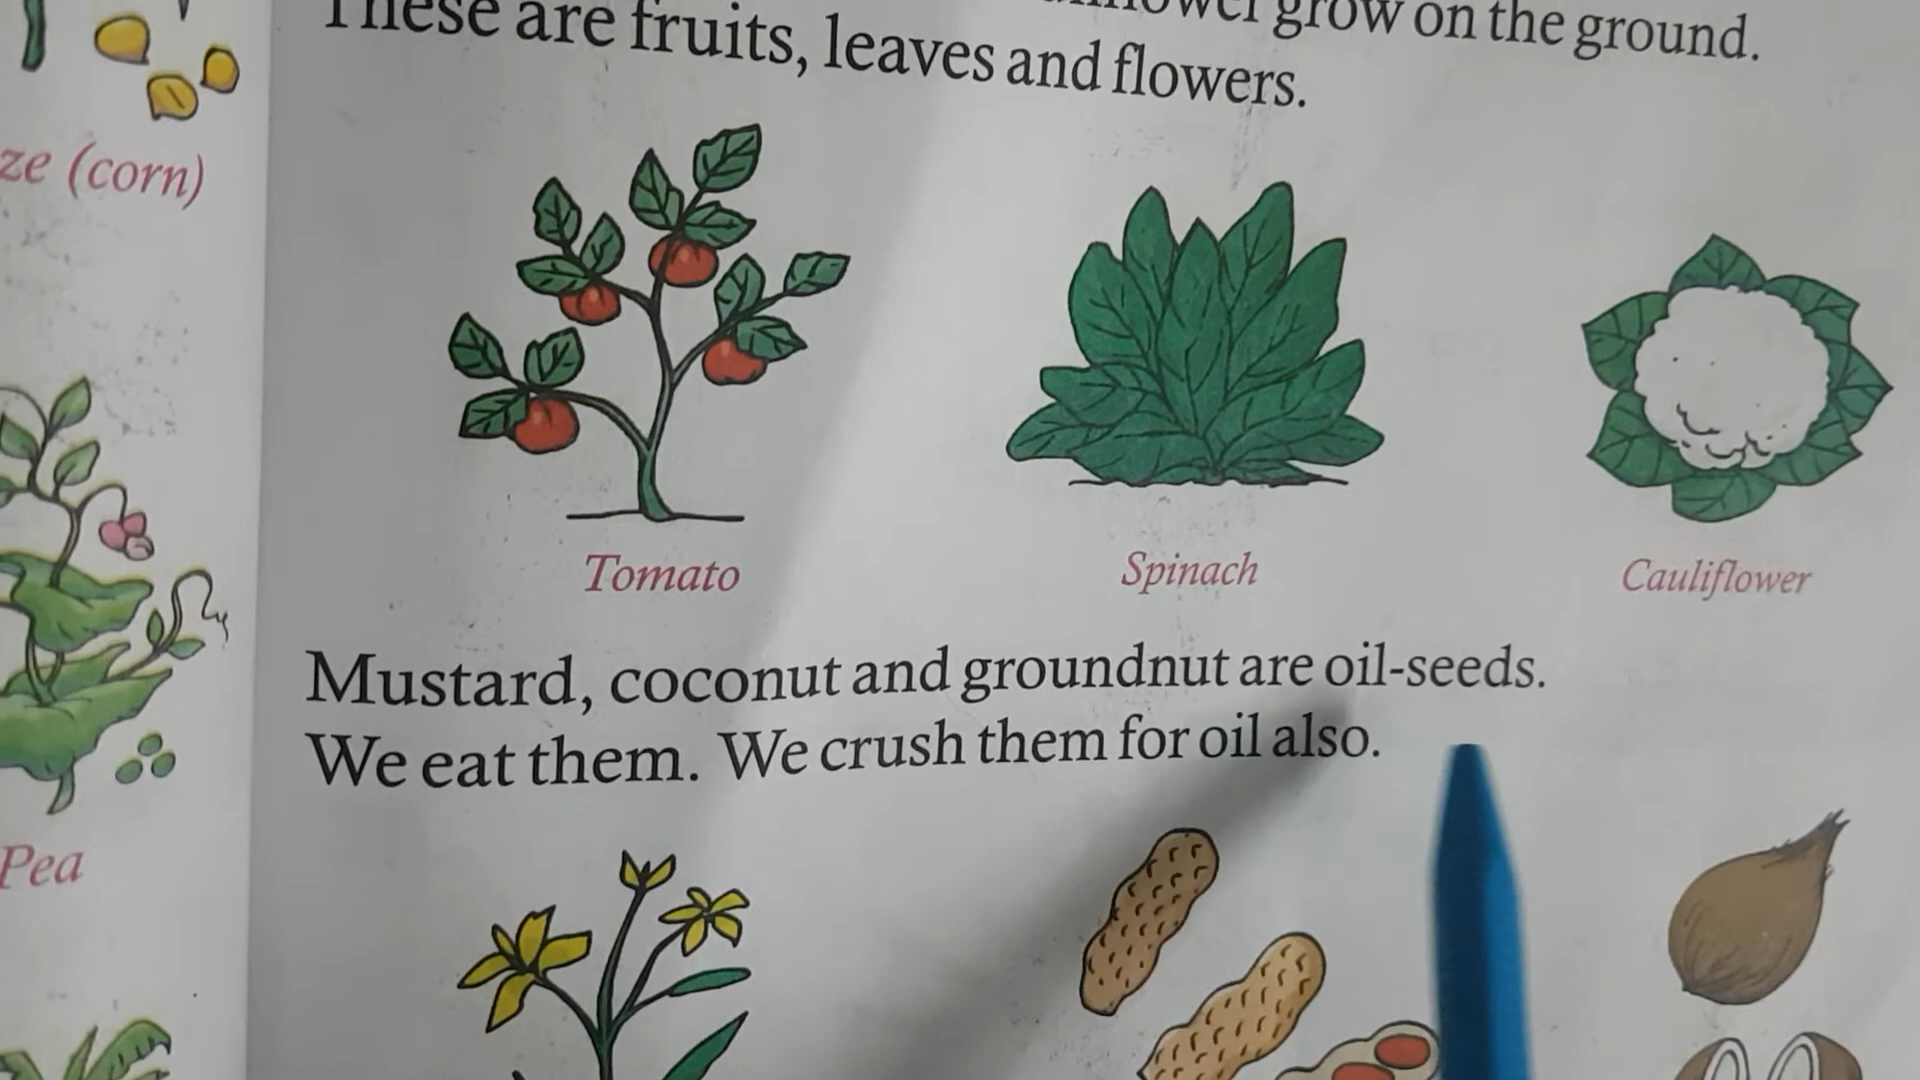 grow on the ground.
These are fruits, leaves and flowers.
(corn)
Tomato
Spinach
Cauliflower
Mustard, coconut and groundnut are oil-seeds.
We eat them. We crush them for oil also.
Pea